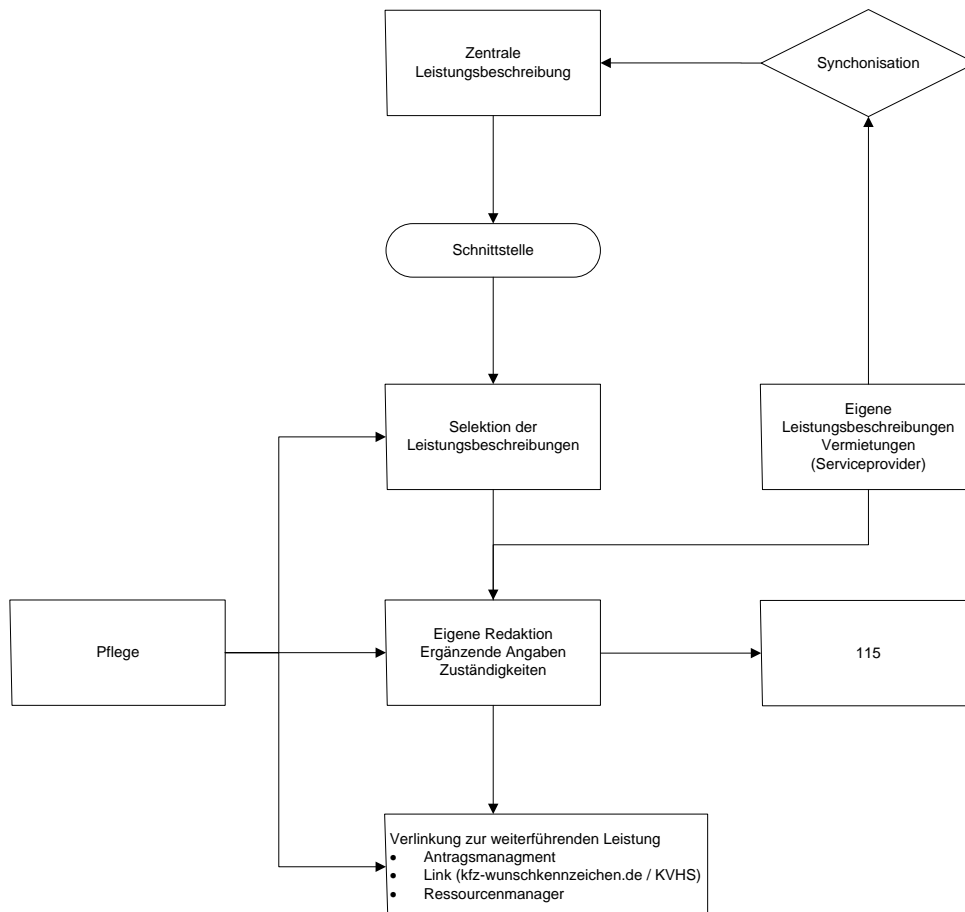 Zentrale
Leistungsbeschreibung
Synchonisation
Schnittstelle
Selektion der
Leistungsbeschreibungen
Eigene
Leistungsbeschreibungen
Vermietungen
(Serviceprovider)
Pflege
Eigene Redaktion
Ergänzende Angaben
Zuständigkeiten
115
Verlinkung zur weiterführenden Leistung
• Antragsmanagment
• Link (kfz-wunschkennzeichen.de / KVHS)
• Ressourcenmanager